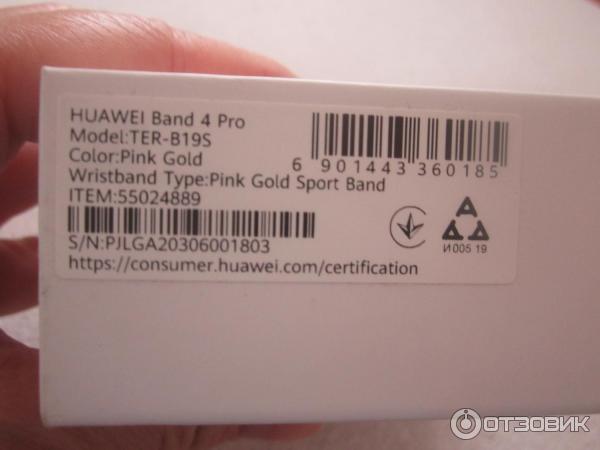 HUAWEI Band 4 Pro
Model:TER-B19S
Color:Pink Gold
Wristband Type:Pink Gold Sport Band
ITEM:55024889
6 901443 360185
S/N:PJLGA20306001803
https://consumer.huawei.com/certification
И005 19
ОТЗОВИК